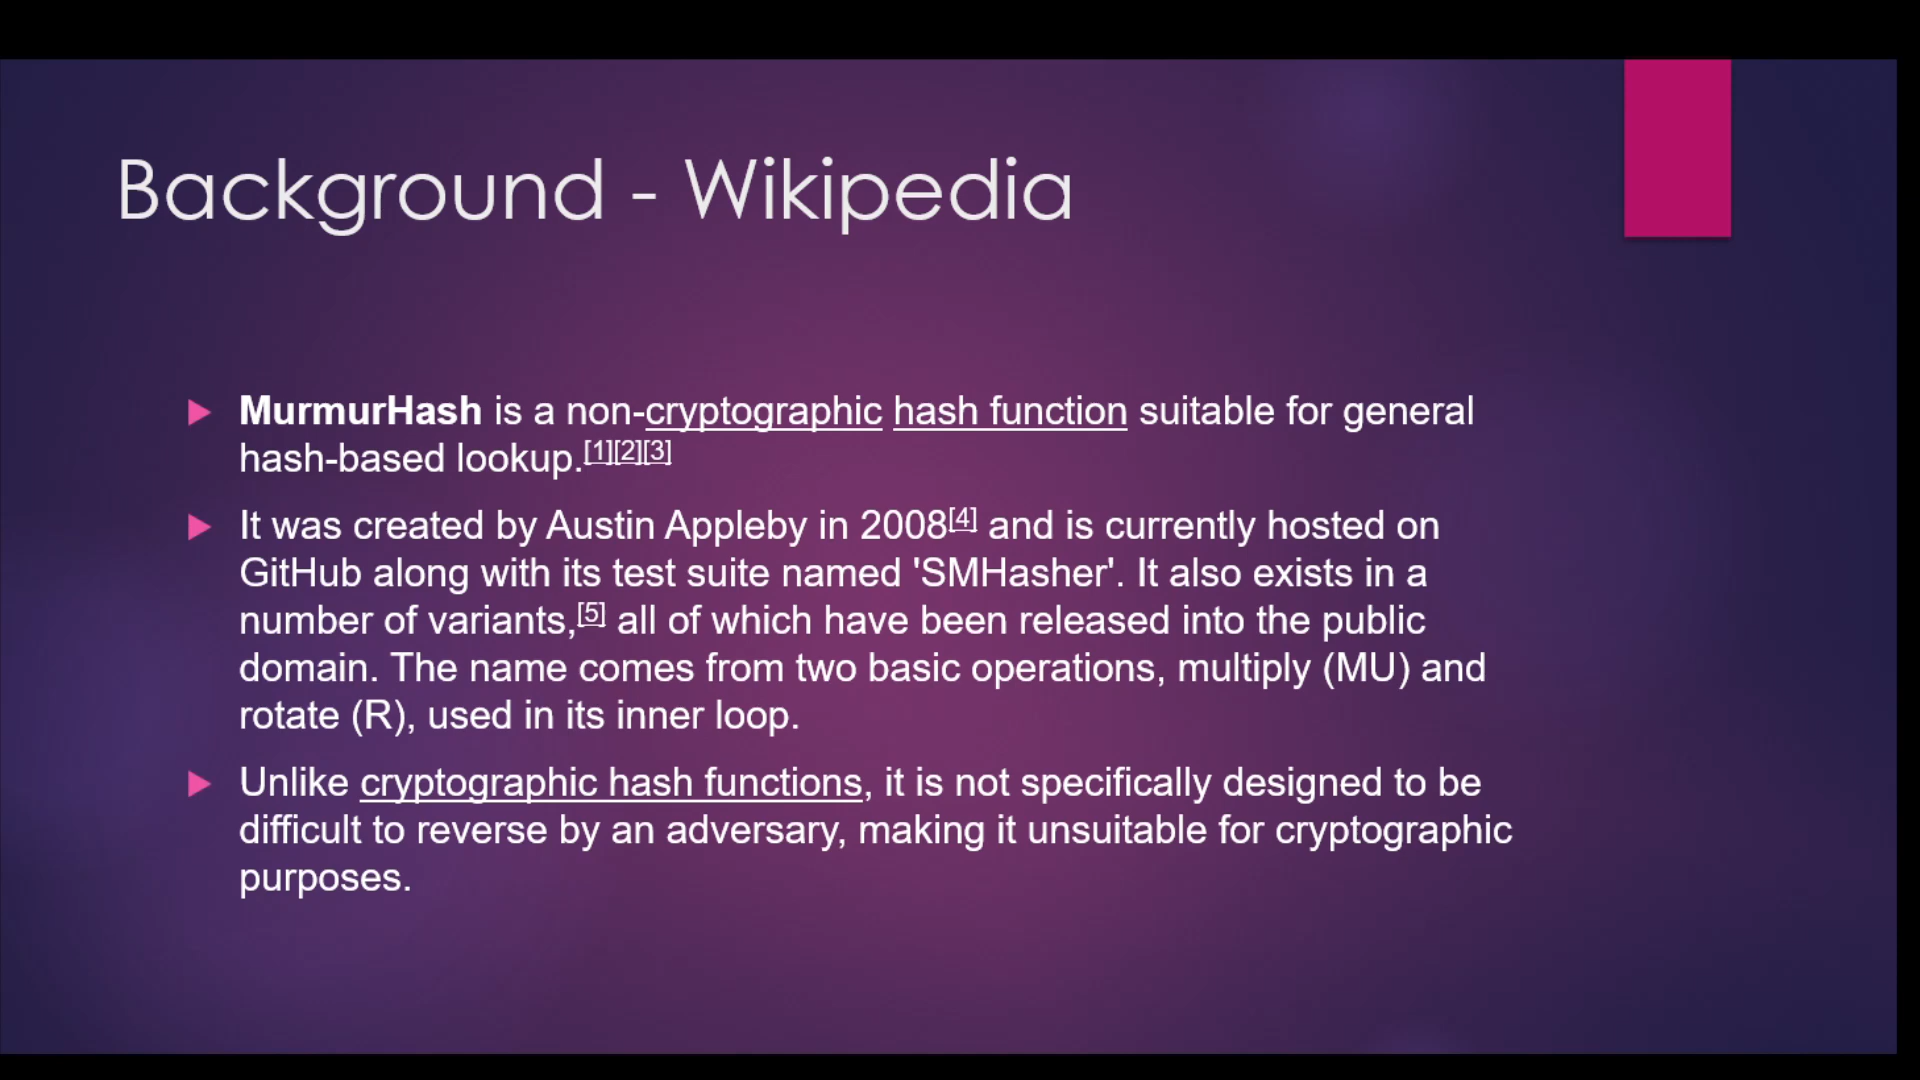 Background - Wikipedia
MurmurHash is a non-cryptographic hash function suitable for general
hash-based lookup.[1][2][3]
It was created by Austin Appleby in 2008[4] and is currently hosted on
GitHub along with its test suite named 'SMHasher'. It also exists in a
number of variants,[5] all of which have been released into the public
domain. The name comes from two basic operations, multiply (MU) and
rotate (R), used in its inner loop.
Unlike cryptographic hash functions, it is not specifically designed to be
difficult to reverse by an adversary, making it unsuitable for cryptographic
purposes.